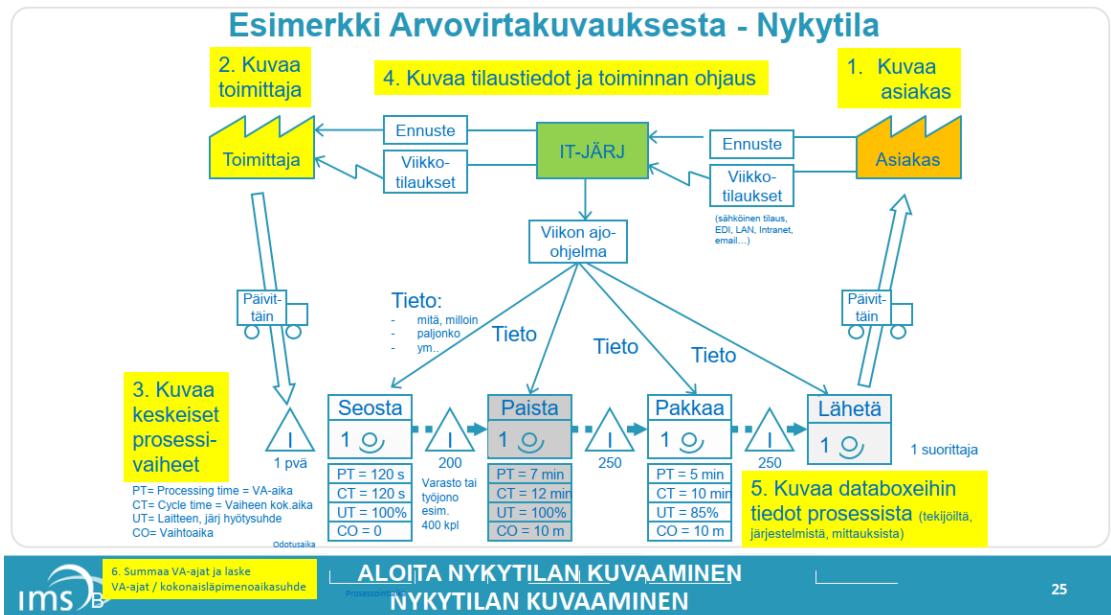 Esimerkki Arvovirtakuvauksesta - Nykytila
2. Kuvaa
toimittaja
4. Kuvaa tilaustiedot ja toiminnan ohjaus
1. Kuvaa
asiakas
Toimittaja
Ennuste
Viikko-
tilaukset
IT-JÄRJ
Ennuste
Viikko-
tilaukset
(sähköinen tilaus,
EDI, LAN, Intranet,
email…)
Asiakas
Viikon ajo-
ohjelma
Päivit-
täin
Tieto:
- mitä, milloin
- paljonko
- ym..
Tieto
Tieto
Tieto
Päivit-
täin
3. Kuvaa
keskeiset
prosessi-
vaiheet
PT= Processing time = VA-aika
CT= Cycle time = Vaiheen kok.aika
UT= Laitteen, järj hyötysuhde
CO= Vaihtoaika
Odotusaika
I
1 pvä
Seosta
1
PT = 120 s
CT = 120 s
UT = 100%
CO = 0
I
200
Varasto tai
työjono
esim.
400 kpl
Paista
1
PT = 7 min
CT = 12 min
UT = 100%
CO = 10 m
I
250
Pakkaa
1
PT = 5 min
CT = 10 min
UT = 85%
CO = 10 m
I
250
Lähetä
1
1 suorittaja
5. Kuvaa databoxeihin
tiedot prosessista (tekijöiltä,
järjestelmistä, mittauksista)
6. Summaa VA-ajat ja laske
VA-ajat / kokonaisläpimenoaikasuhde
ALOITA NYKYTILAN KUVAAMINEN
NYKYTILAN KUVAAMINEN
ims
B
25